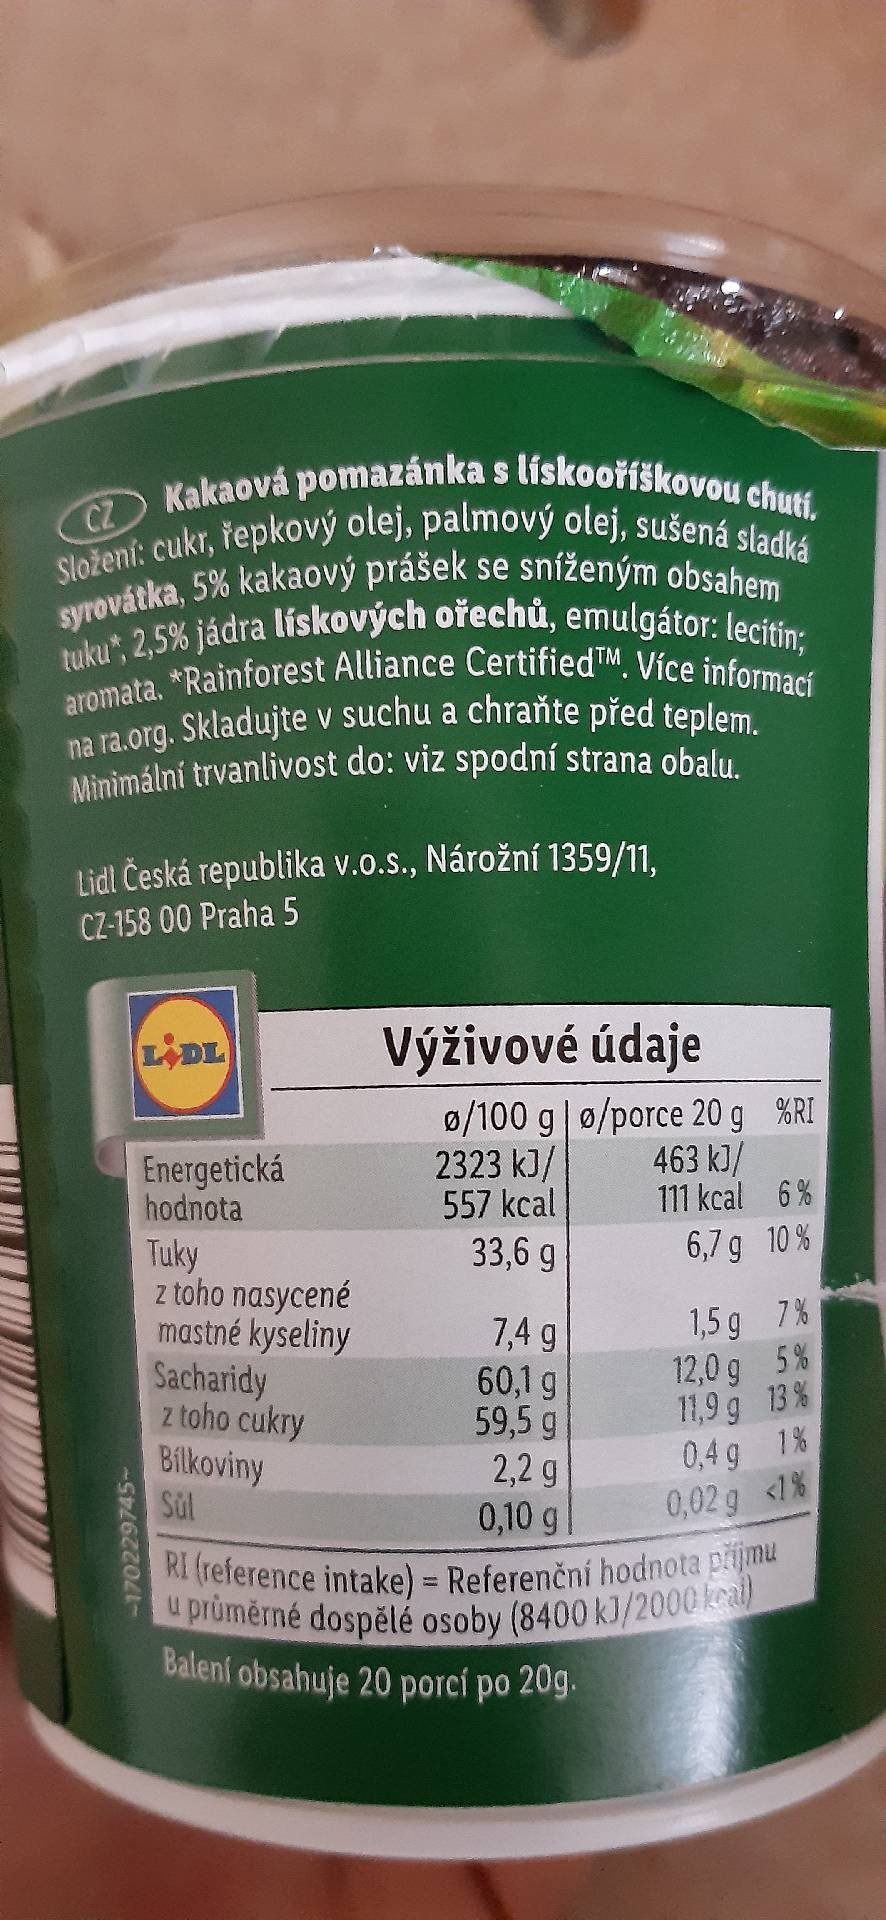 CZ Kakaová pomazánka s lískooříškovou chutí.
Složení: cukr, řepkový olej, palmový olej, sušená sladká
syrovátka, 5% kakaový prášek se sníženým obsahem
tuku*, 2,5% jádra lískových ořechů, emulgátor: lecitin;
aromata. *Rainforest Alliance Certified™. Více informací
na ra.org. Skladujte v suchu a chraňte před teplem.
Minimální trvanlivost do: viz spodní strana obalu.
Lidl Česká republika v.o.s., Nárožní 1359/11,
CZ-158 00 Praha 5
LIDL
Výživové údaje
ø/100 g ø/porce 20 g %RI
Energetická 2323 kJ/ 463 kJ/
hodnota 557 kcal 111 kcal 6%
Tuky 33,6 g 6,7 g 10%
z toho nasycené
mastné kyseliny 7,4 g 1,5 g 7%
Sacharidy 60,1 g 12,0 g 5%
z toho cukry 59,5 g 11,9 g 13%
Bílkoviny 2,2 g 0,4 g 1%
Sůl 0,10 g 0,02 g <1%
RI (reference intake) = Referenční hodnota příjmu
u průměrné dospělé osoby (8400 kJ/2000 kcal)
Balení obsahuje 20 porcí po 20g.
~170229745~